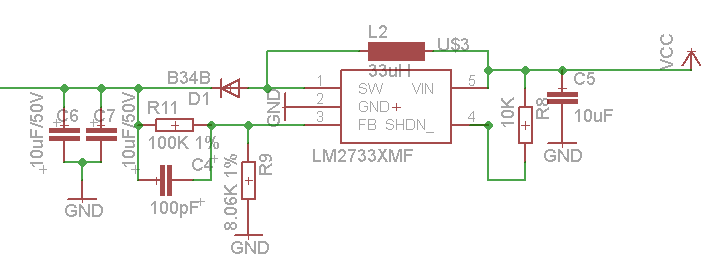 L2
U$3
33uH
VCC
B34B
D1
GND
1
SW
VIN
5
2
GND
3
FB
SHDN_
4
LM2733XMF
10K
R8
C5
10uF
GND
10uF/50V
C6
C7
10uF/50V
R11
100K 1%
C4
100pF
8.06K 1%
R9
GND
GND